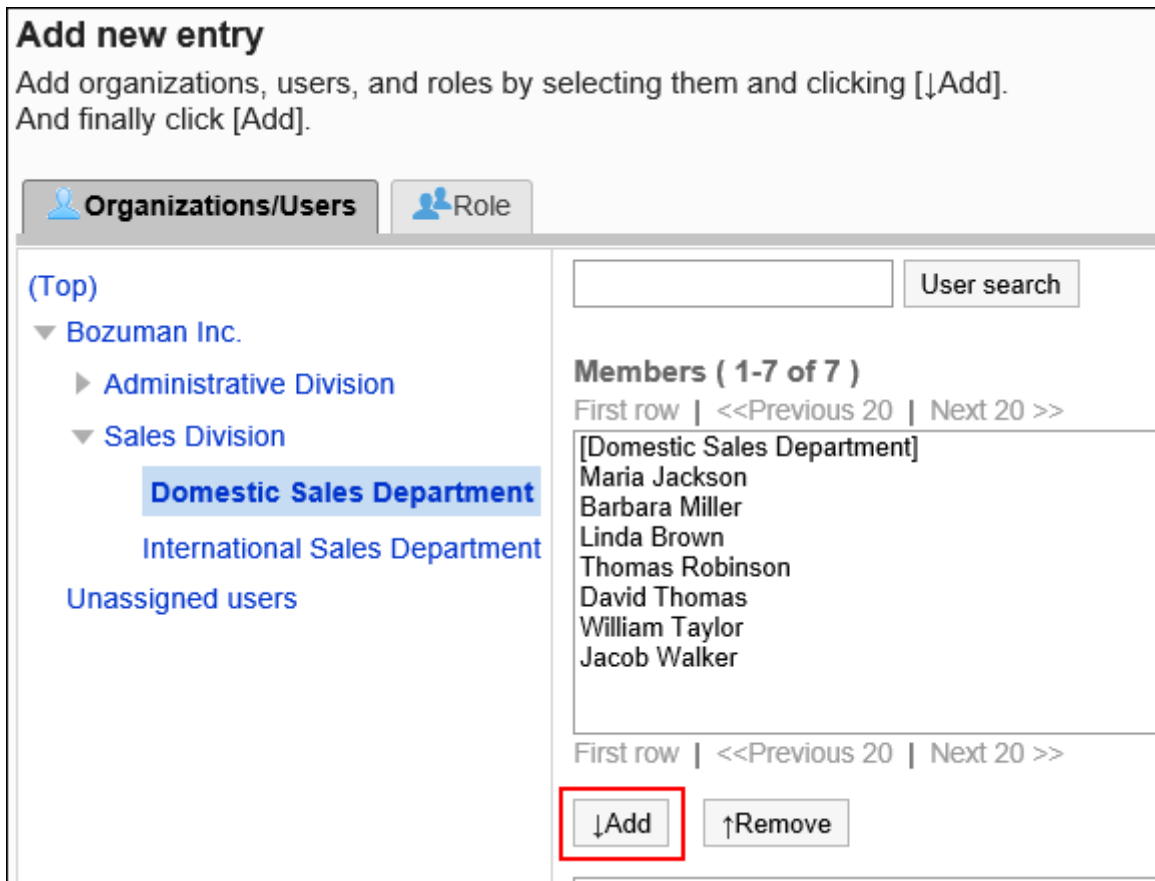 Add new entry
Add organizations, users, and roles by selecting them and clicking [↓Add].
And finally click [Add].
Organizations/Users
Role
(Top)
Bozuman Inc.
Administrative Division
Sales Division
Domestic Sales Department
International Sales Department
Unassigned users
User search
Members ( 1-7 of 7 )
First row | <<Previous 20 | Next 20 >>
[Domestic Sales Department]
Maria Jackson
Barbara Miller
Linda Brown
Thomas Robinson
David Thomas
William Taylor
Jacob Walker
First row | <<Previous 20 | Next 20 >>
↓Add
↑Remove